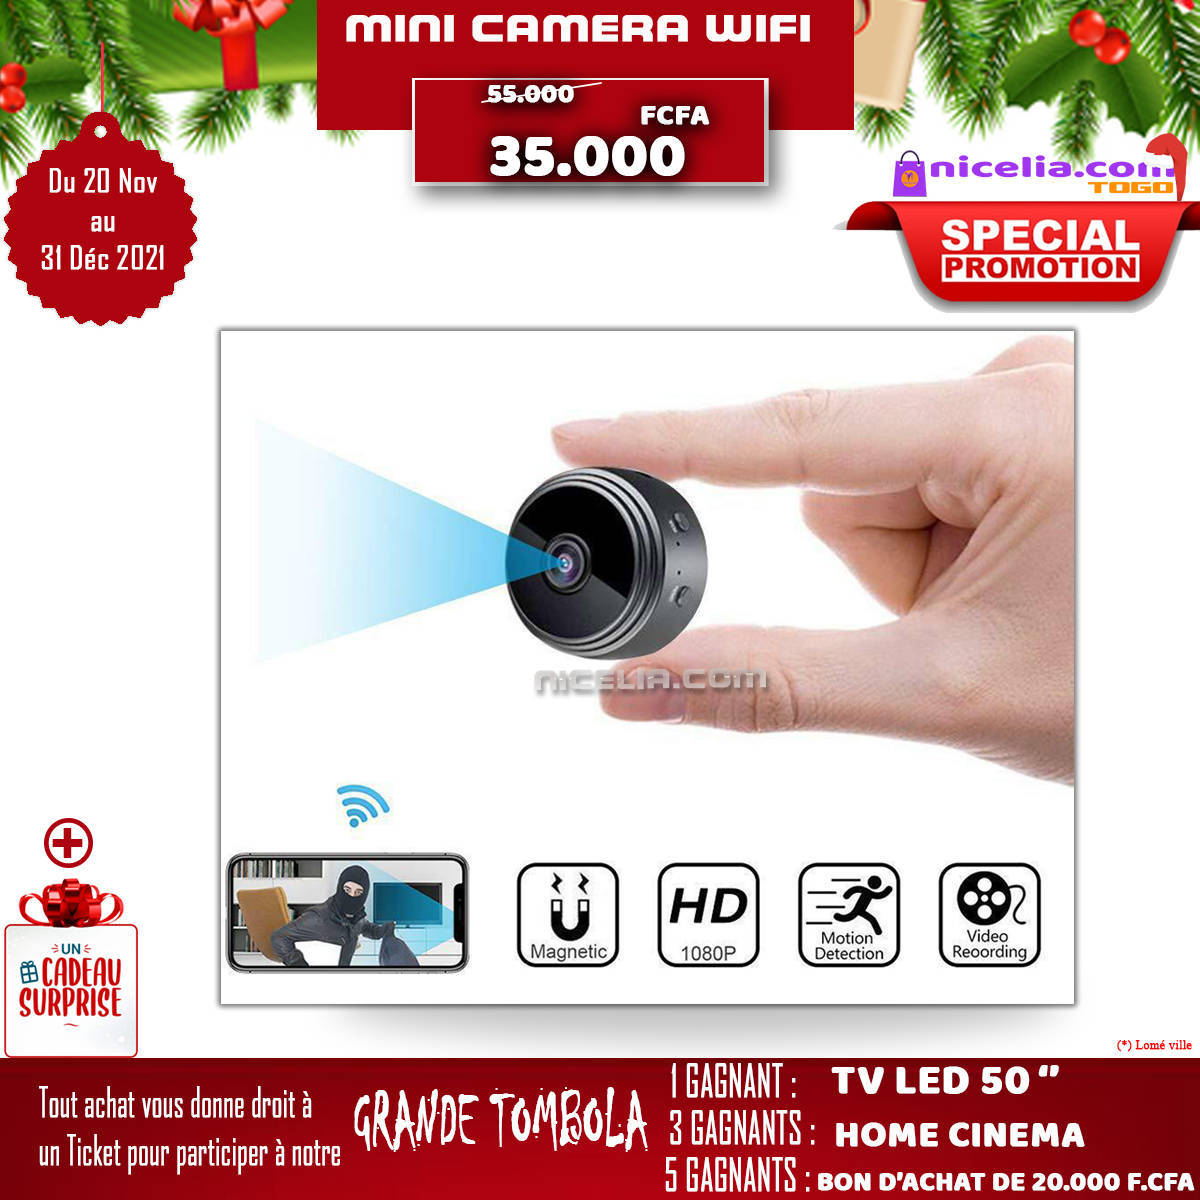 MINI CAMERA WIFI
55.000
FCFA
35.000
Du 20 Nov
au
31 Déc 2021
nicelia.com
TOGO
SPECIAL
PROMOTION
NICELIA.COM
Magnetic
HD
1080P
Motion
Detection
Video
Reoording
UN
CADEAU
SURPRISE
(*) Lomé ville
Tout achat vous donne droit à
un Ticket pour participer à notre
GRANDE TOMBOLA
1 GAGNANT : TV LED 50 "
3 GAGNANTS : HOME CINEMA
5 GAGNANTS : BON D'ACHAT DE 20.000 F.CFA